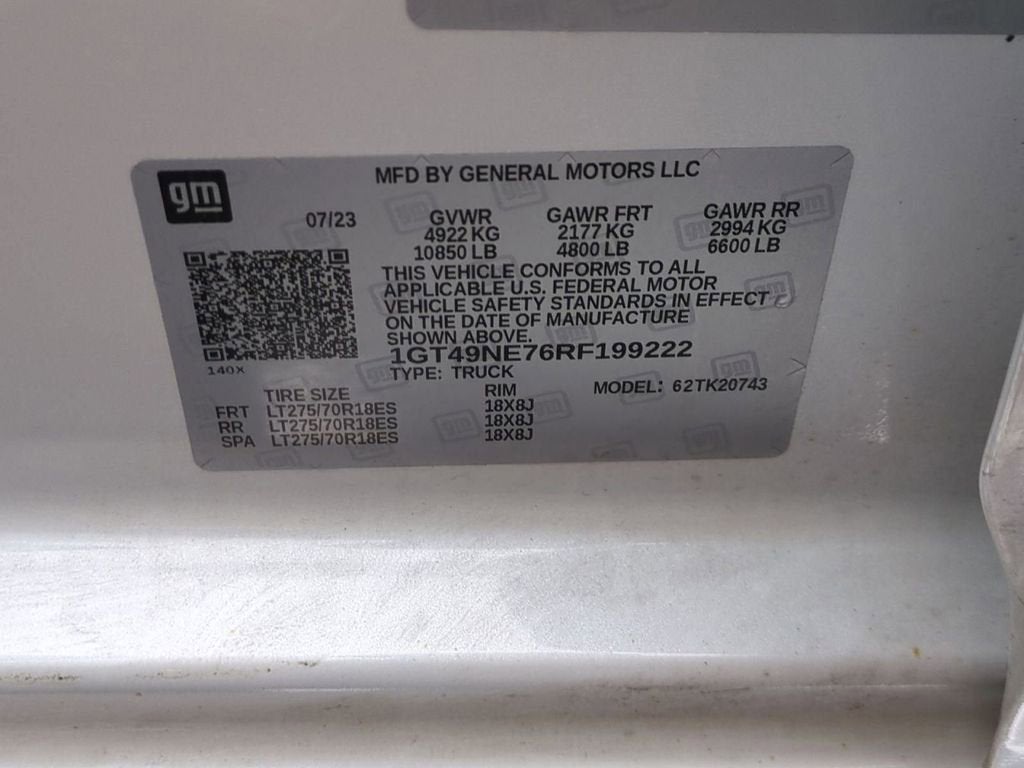 gm
MFD BY GENERAL MOTORS LLC
07/23
GVWR GAWR FRT GAWR RR
4922 KG 2177 KG 2994 KG
10850 LB 4800 LB 6600 LB
THIS VEHICLE CONFORMS TO ALL
APPLICABLE U.S. FEDERAL MOTOR
VEHICLE SAFETY STANDARDS IN EFFECT
ON THE DATE OF MANUFACTURE
SHOWN ABOVE.
1GT49NE76RF199222
140X
TYPE: TRUCK
MODEL: 62TK20743
TIRE SIZE RIM
FRT LT275/70R18ES 18X8J
RR LT275/70R18ES 18X8J
SPA LT275/70R18ES 18X8J